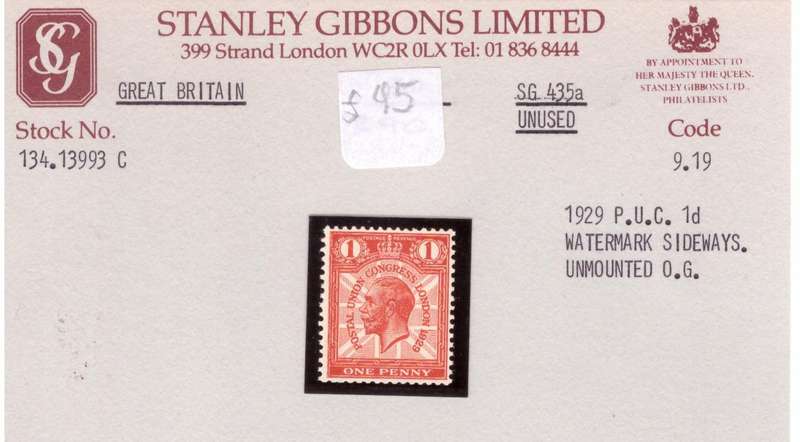 STANLEY GIBBONS LIMITED
399 Strand London WC2R 0LX Tel: 01 836 8444
SG
BY APPOINTMENT TO
HER MAJESTY THE QUEEN,
STANLEY GIBBONS LTD.,
PHILATELISTS
GREAT BRITAIN
£45
S.G. 435a
UNUSED
Stock No.
134.13993 C
Code
9.19
1929 P.U.C. 1d
WATERMARK SIDEWAYS.
UNMOUNTED O.G.
1 POSTAGE REVENUE 1
POSTAL UNION CONGRESS LONDON 1929
ONE PENNY